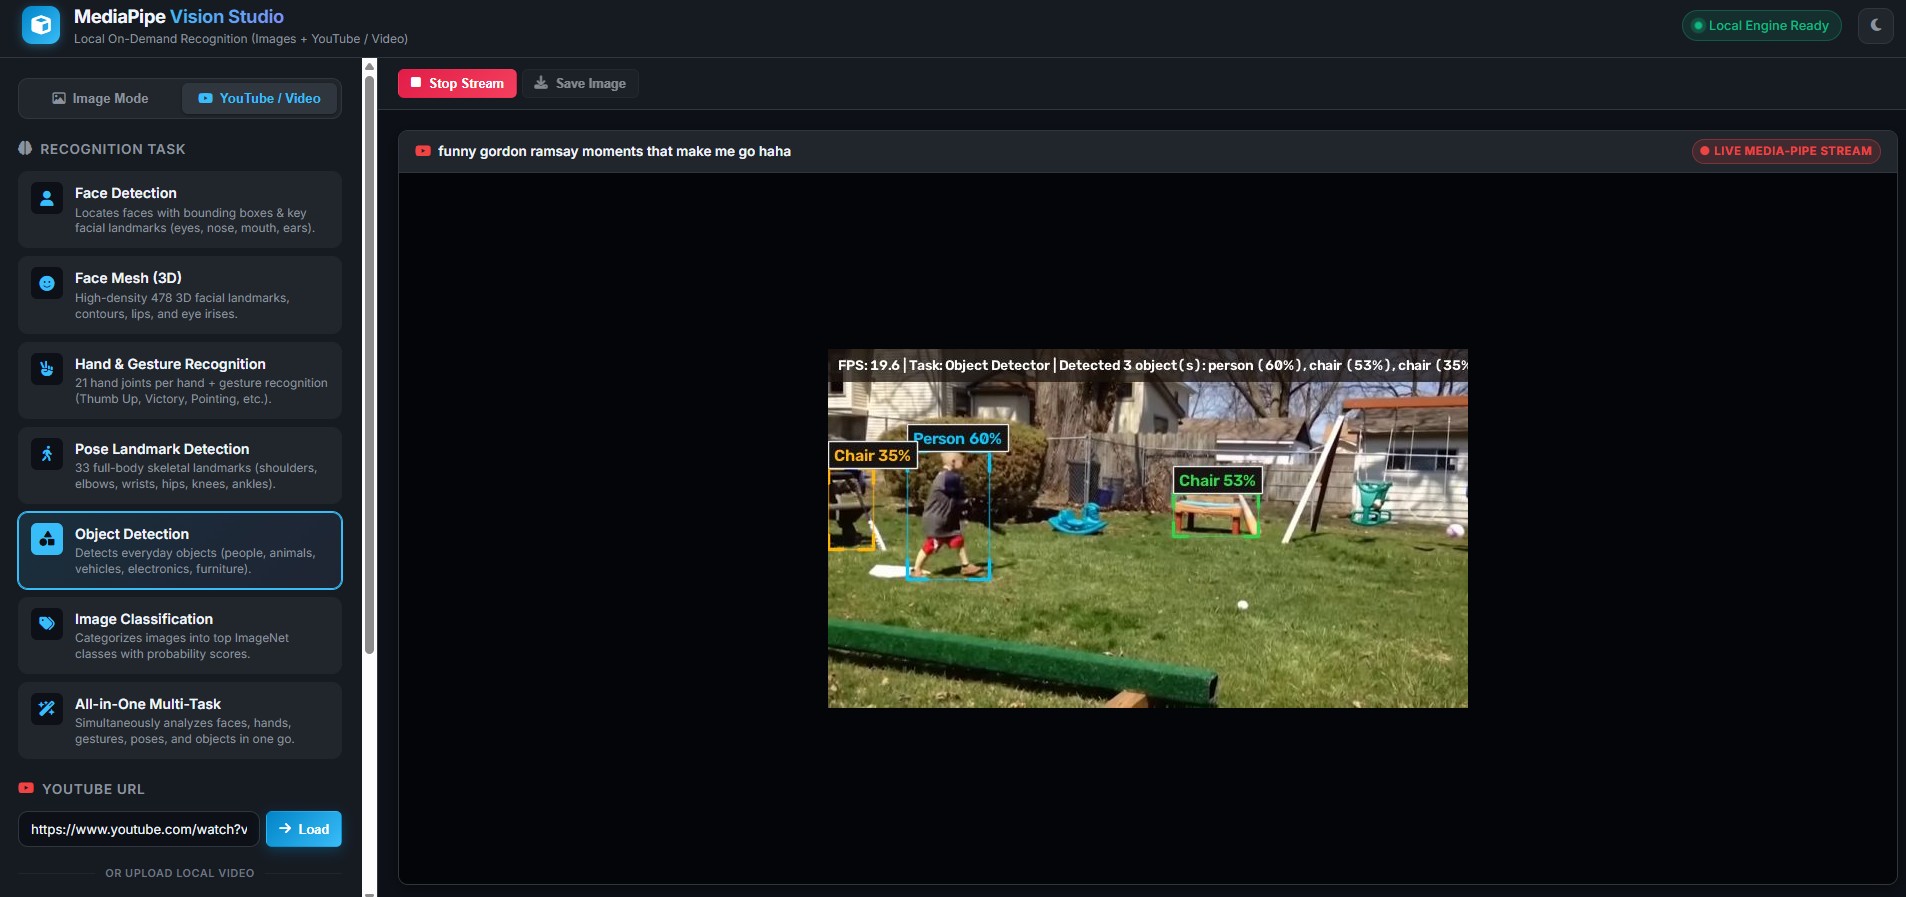 MediaPipe Vision Studio
Local On-Demand Recognition (Images + YouTube / Video)
Local Engine Ready
Image Mode
YouTube / Video
Stop Stream
Save Image
RECOGNITION TASK
Face Detection
Locates faces with bounding boxes & key
facial landmarks (eyes, nose, mouth, ears).
Face Mesh (3D)
High-density 478 3D facial landmarks,
contours, lips, and eye irises.
Hand & Gesture Recognition
21 hand joints per hand + gesture recognition
(Thumb Up, Victory, Pointing, etc.).
Pose Landmark Detection
33 full-body skeletal landmarks (shoulders,
elbows, wrists, hips, knees, ankles).
Object Detection
Detects everyday objects (people, animals,
vehicles, electronics, furniture).
Image Classification
Categorizes images into top ImageNet
classes with probability scores.
All-in-One Multi-Task
Simultaneously analyzes faces, hands,
gestures, poses, and objects in one go.
YOUTUBE URL
https://www.youtube.com/watch?v
Load
OR UPLOAD LOCAL VIDEO
funny gordon ramsay moments that make me go haha
LIVE MEDIA-PIPE STREAM
FPS: 19.6 | Task: Object Detector | Detected 3 object(s): person (60%), chair (53%), chair (35%
Person 60%
Chair 35%
Chair 53%